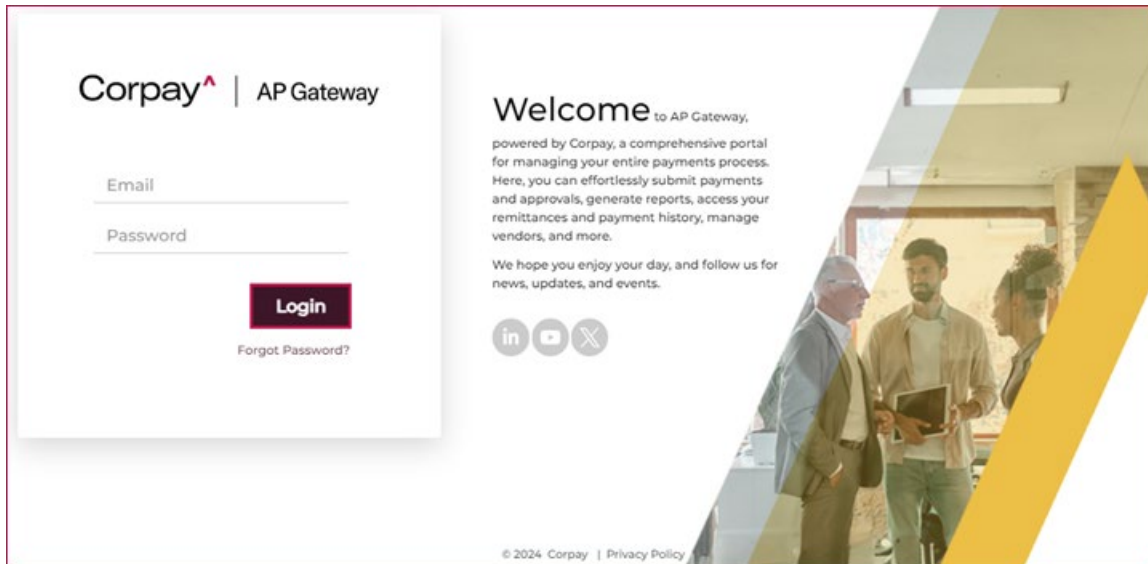 Corpay^ | AP Gateway
Email
Password
Login
Forgot Password?
Welcome to AP Gateway,
powered by Corpay, a comprehensive portal
for managing your entire payments process.
Here, you can effortlessly submit payments
and approvals, generate reports, access your
remittances and payment history, manage
vendors, and more.
We hope you enjoy your day, and follow us for
news, updates, and events.
in
X
© 2024 Corpay | Privacy Policy